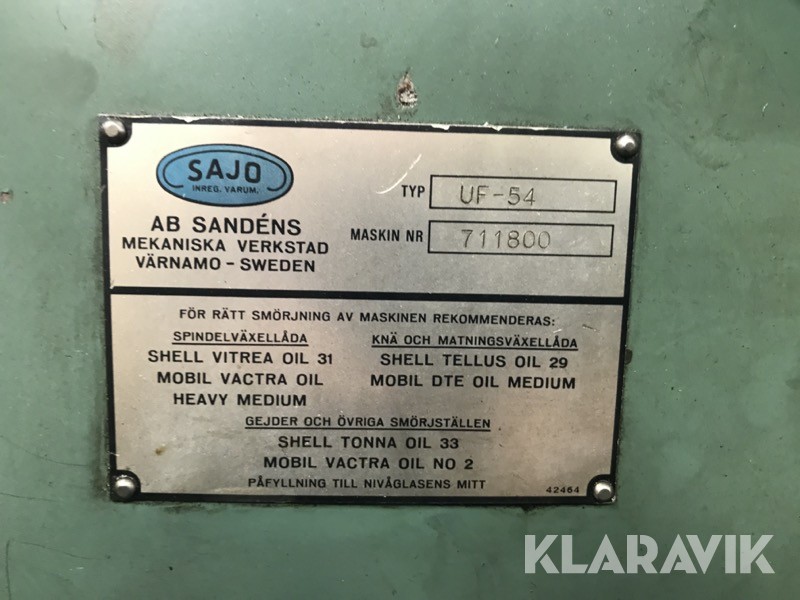 SAJO
INREG. VARUM.
AB SANDÉNS
MEKANISKA VERKSTAD
VÄRNAMO - SWEDEN
TYP UF-54
MASKIN NR 711800
FÖR RÄTT SMÖRJNING AV MASKINEN REKOMMENDERAS:
SPINDELVÄXELLÅDA
SHELL VITREA OIL 31
MOBIL VACTRA OIL
HEAVY MEDIUM
KNÄ OCH MATNINGSVÄXELLÅDA
SHELL TELLUS OIL 29
MOBIL DTE OIL MEDIUM
GEJDER OCH ÖVRIGA SMÖRJSTÄLLEN
SHELL TONNA OIL 33
MOBIL VACTRA OIL NO 2
PÅFYLLNING TILL NIVÅGLASENS MITT
42464
KLARAVIK